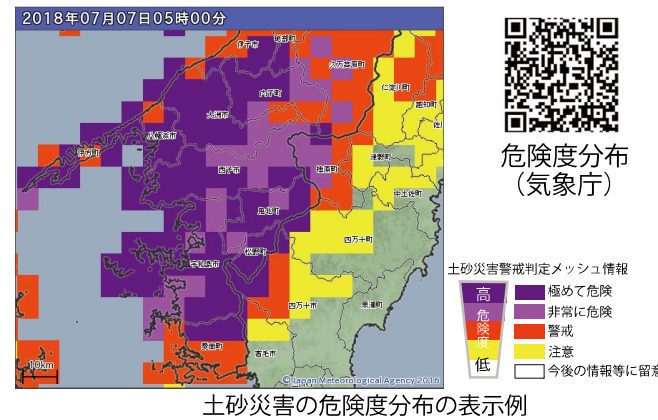 2018年07月07日05時00分
伊予市
砥部町
久万高原町
仁淀川町
内子町
越知町
大洲市
佐川
八幡浜市
伊方町
津野町
西予市
梼原町
中土佐町
鬼北町
四万十町
松野町
宇和島市
四万十市
黒潮町
愛南町
宿毛市
10km
©Japan Meteorological Agency 2016
危険度分布
（気象庁）
土砂災害警戒判定メッシュ情報
高
危険度
低
極めて危険
非常に危険
警戒
注意
今後の情報等に留意
土砂災害の危険度分布の表示例